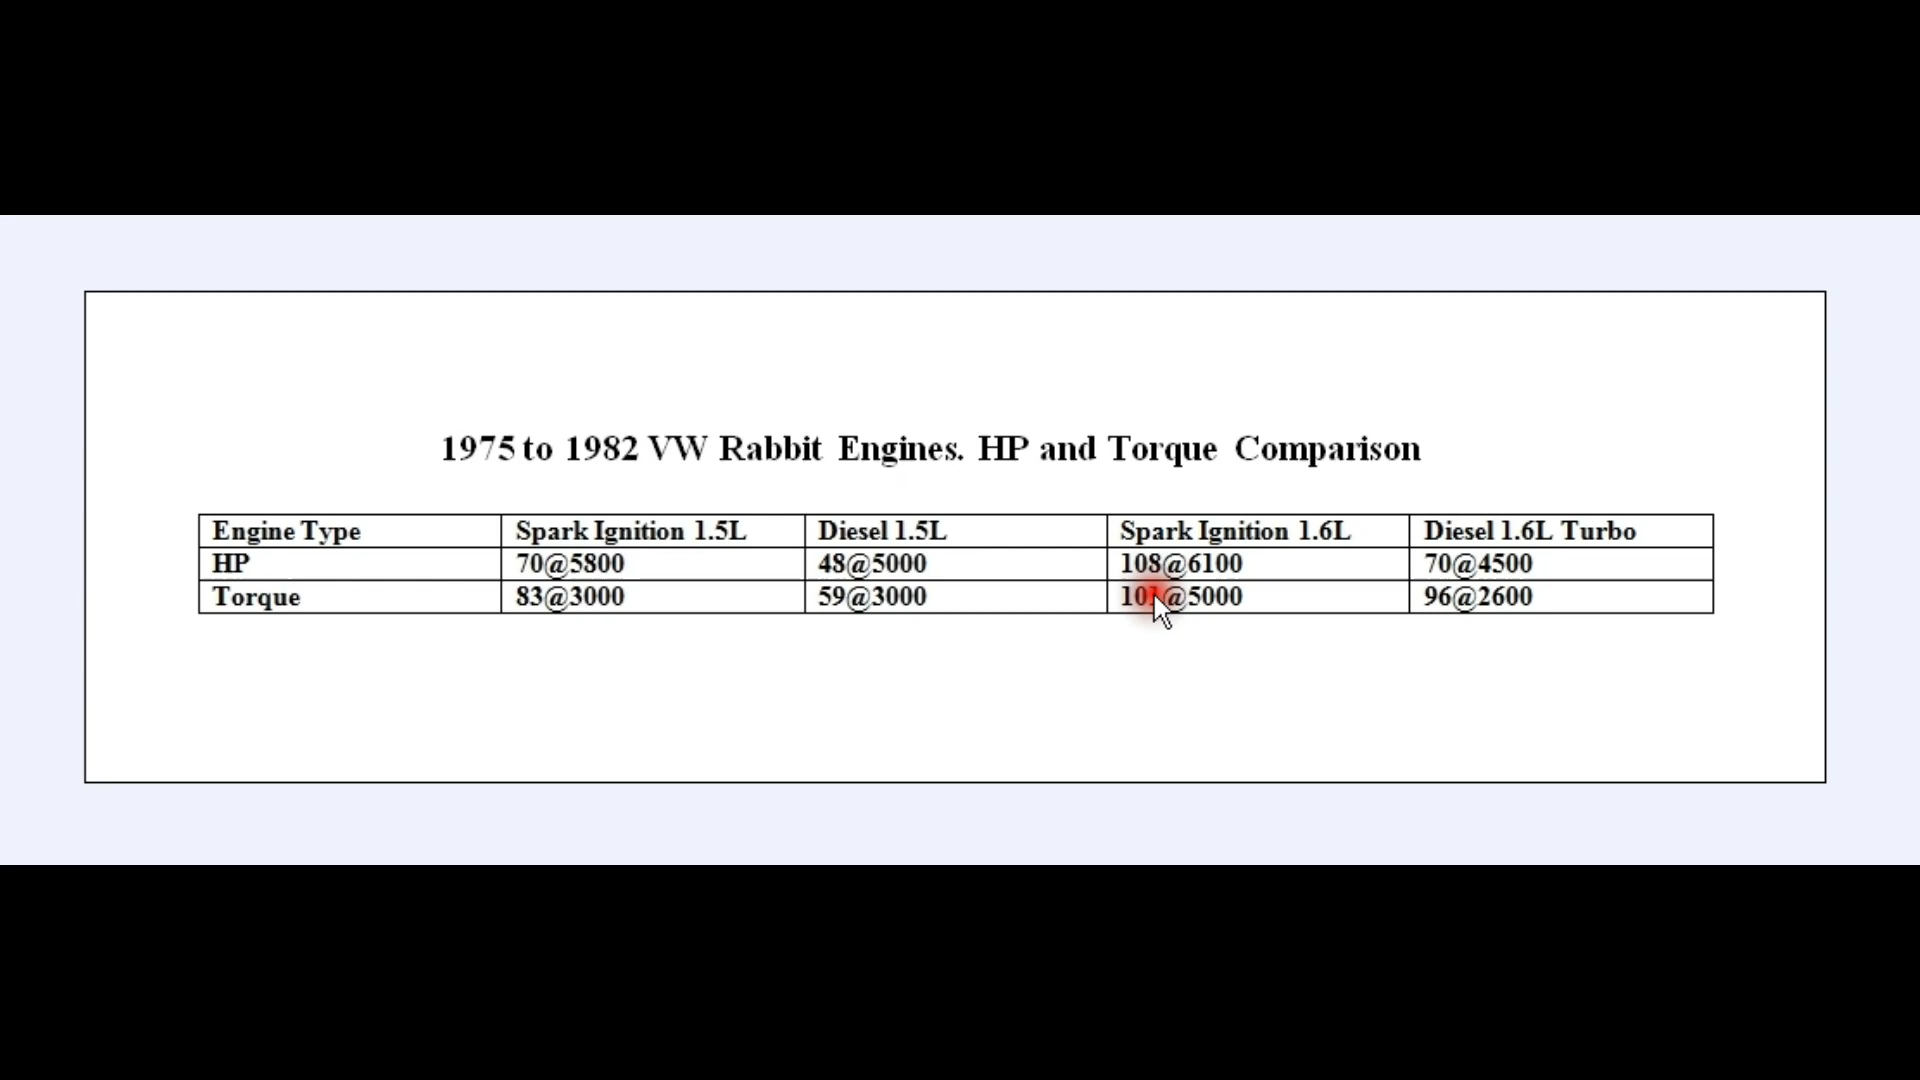 1975 to 1982 VW Rabbit Engines. HP and Torque Comparison
Engine Type Spark Ignition 1.5L Diesel 1.5L Spark Ignition 1.6L Diesel 1.6L Turbo
HP 70@5800 48@5000 108@6100 70@4500
Torque 83@3000 59@3000 96@2600